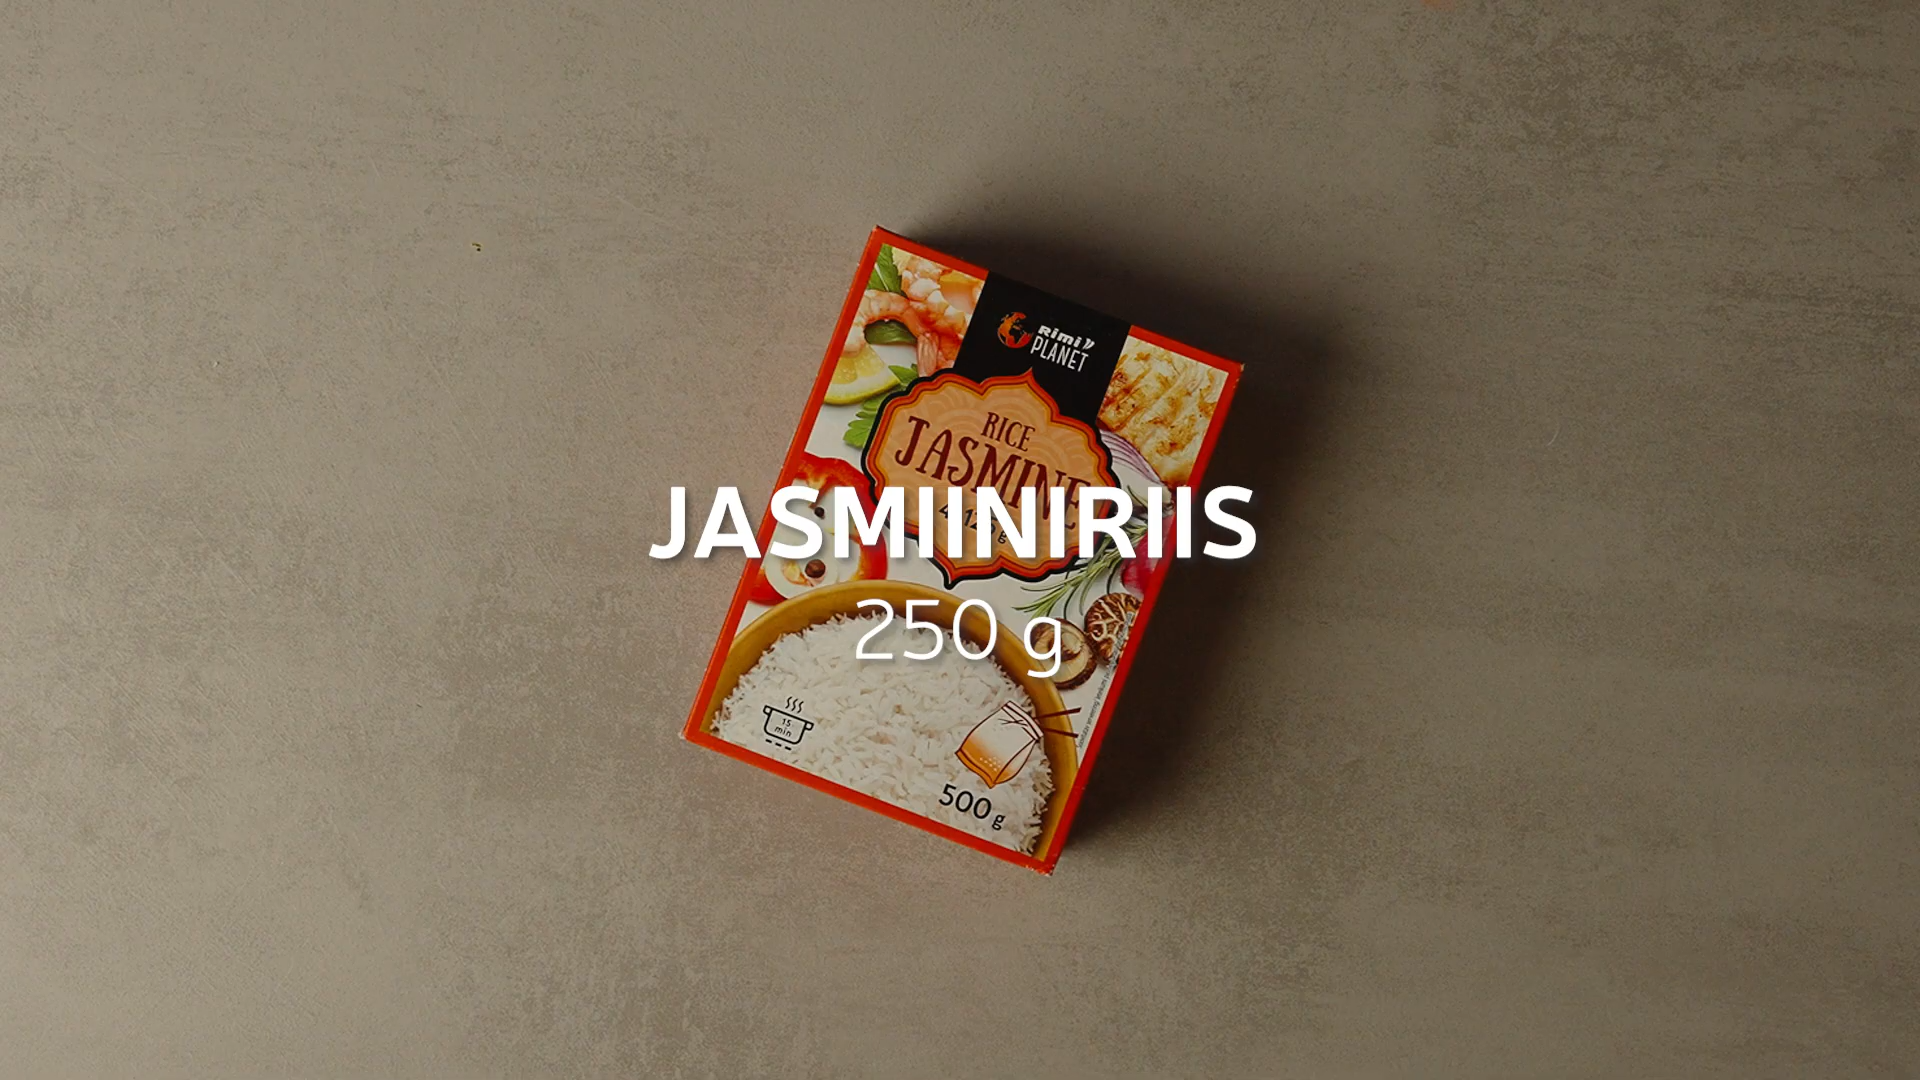 Rimi
PLANET
RICE
JASMINE
JASMIINIRIIS
250 g
15
min
500 g